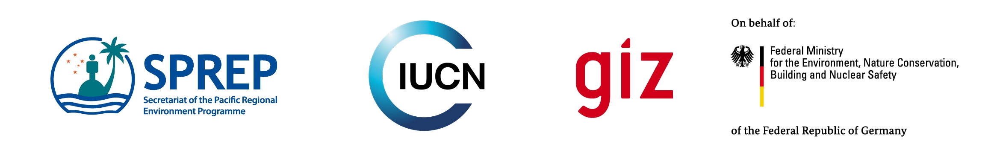 SPREP
Secretariat of the Pacific Regional
Environment Programme
IUCN
giz
On behalf of:
Federal Ministry
for the Environment, Nature Conservation,
Building and Nuclear Safety
of the Federal Republic of Germany